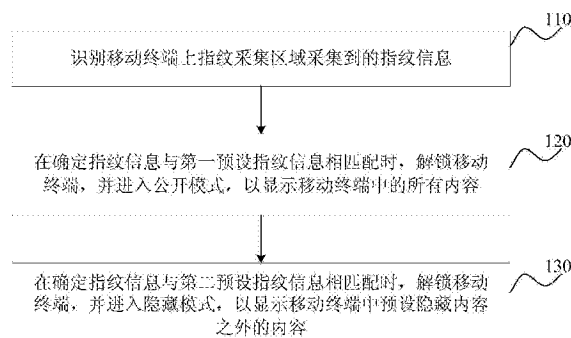 110
识别移动终端上指纹采集区域采集到的指纹信息
120
在确定指纹信息与第一预设指纹信息相匹配时，解锁移动
终端，并进入公开模式，以显示移动终端中的所有内容
130
在确定指纹信息与第二预设指纹信息相匹配时，解锁移动
终端，并进入隐藏模式，以显示移动终端中预设隐藏内容
之外的内容